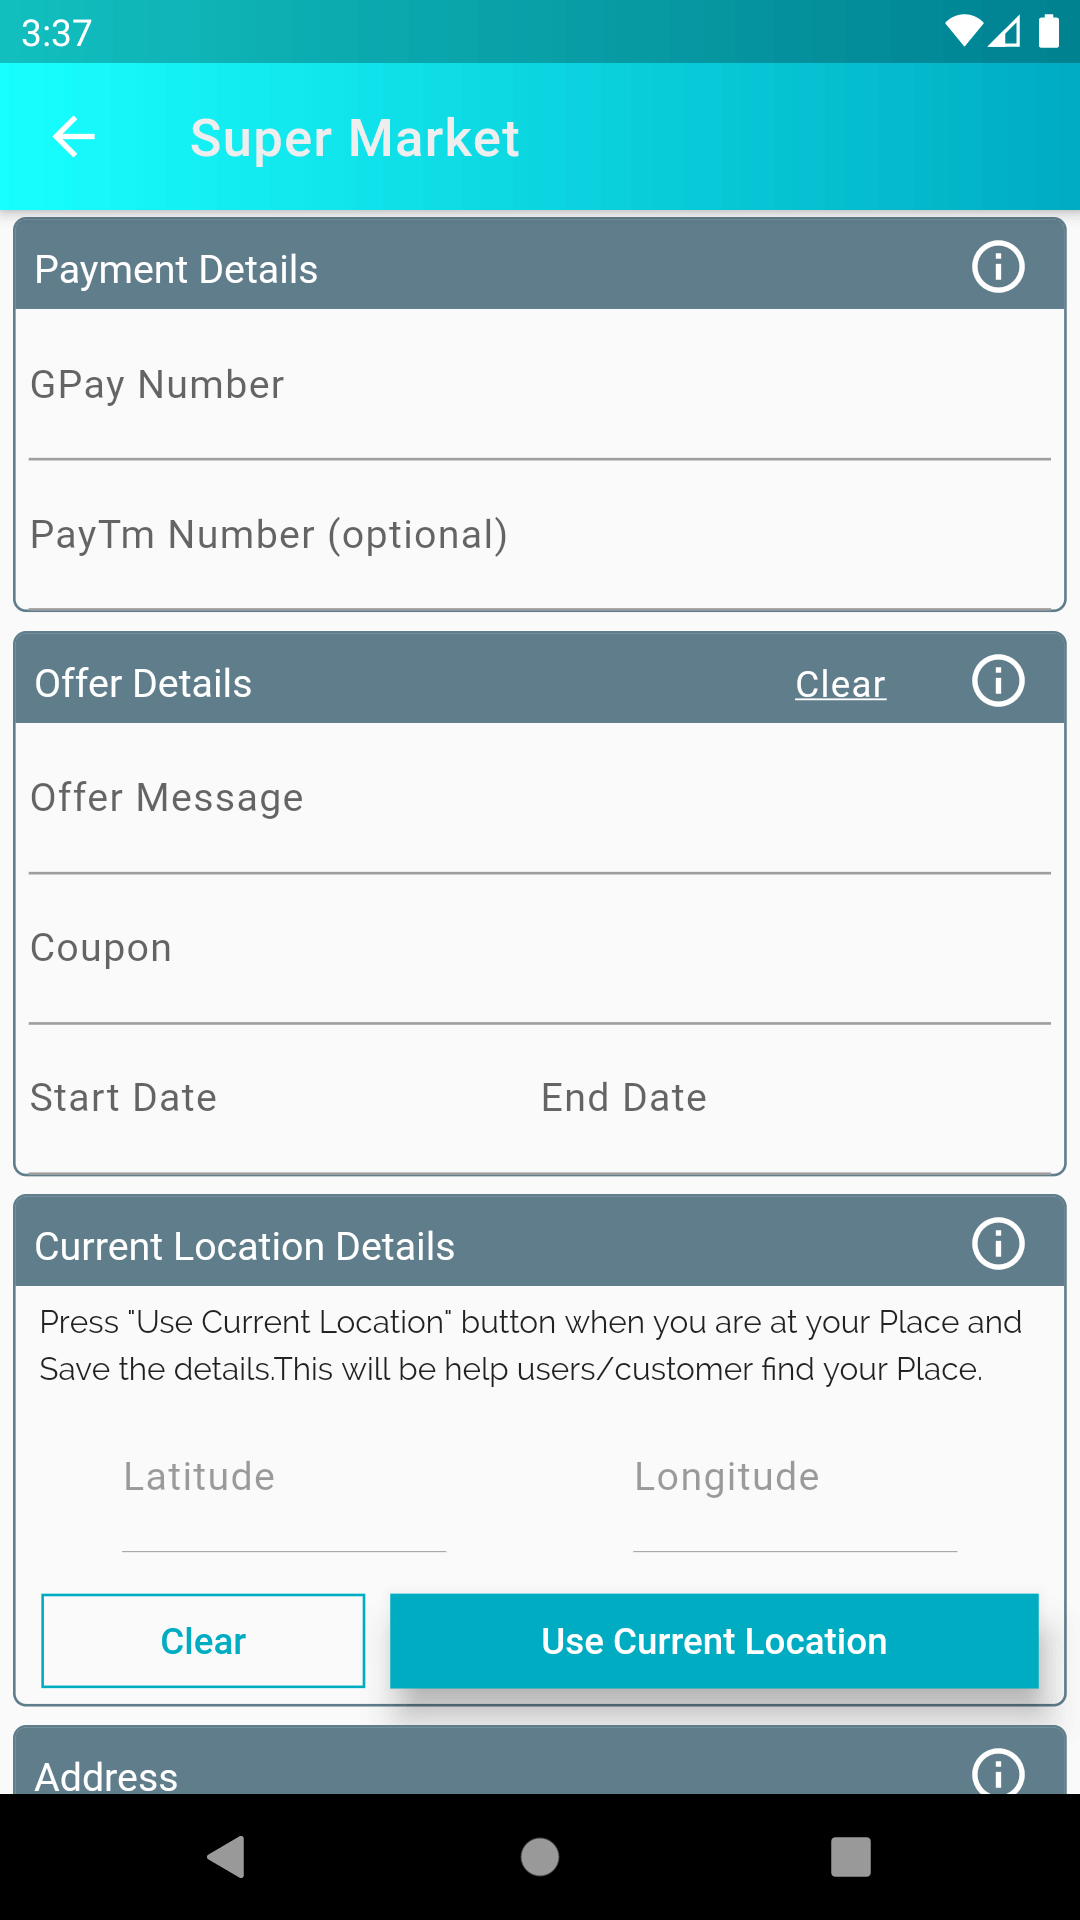 3:37
Super Market
Payment Details
GPay Number
PayTm Number (optional)
Offer Details
Clear
Offer Message
Coupon
Start Date
End Date
Current Location Details
Press "Use Current Location" button when you are at your Place and
Save the details.This will be help users/customer find your Place.
Latitude
Longitude
Clear
Use Current Location
Address